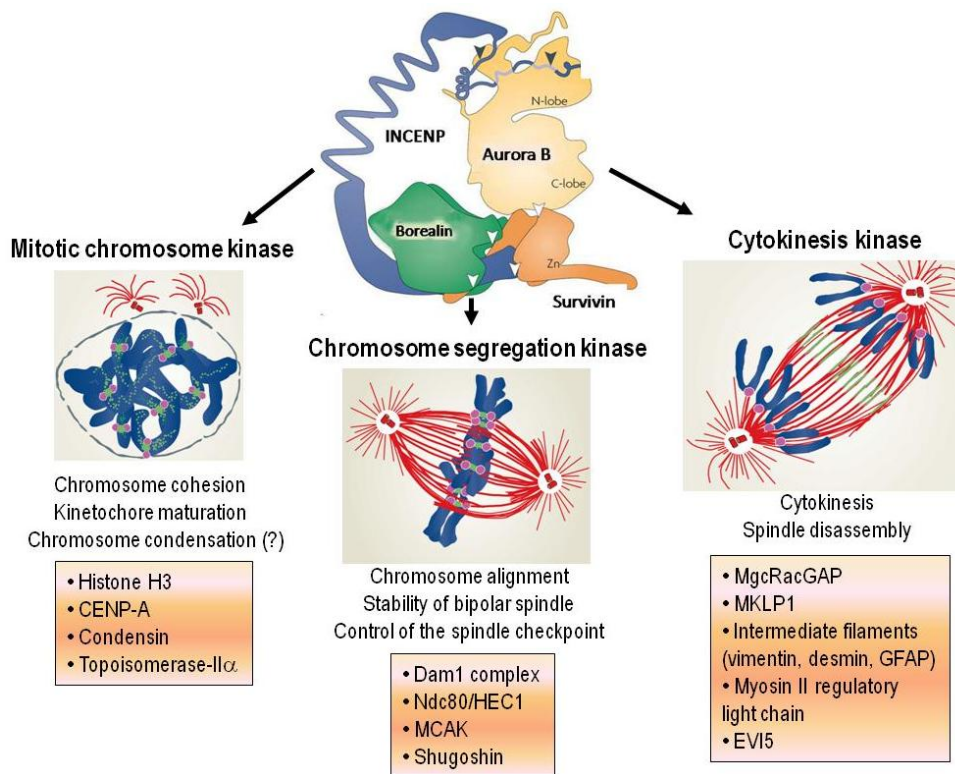 N-lobe
INCENP
Aurora B
C-lobe
Borealin
Zn
Survivin
Mitotic chromosome kinase
Chromosome cohesion
Kinetochore maturation
Chromosome condensation (?)
• Histone H3
• CENP-A
• Condensin
• Topoisomerase-IIα
Chromosome segregation kinase
Chromosome alignment
Stability of bipolar spindle
Control of the spindle checkpoint
• Dam1 complex
• Ndc80/HEC1
• MCAK
• Shugoshin
Cytokinesis kinase
Cytokinesis
Spindle disassembly
• MgcRacGAP
• MKLP1
• Intermediate filaments
(vimentin, desmin, GFAP)
• Myosin II regulatory
light chain
• EVI5